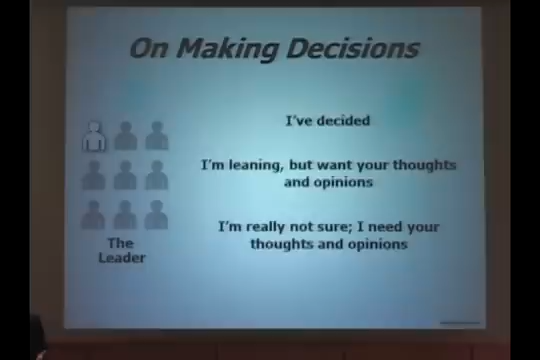 On Making Decisions
I've decided
I'm leaning, but want your thoughts
and opinions
I'm really not sure; I need your
thoughts and opinions
The
Leader